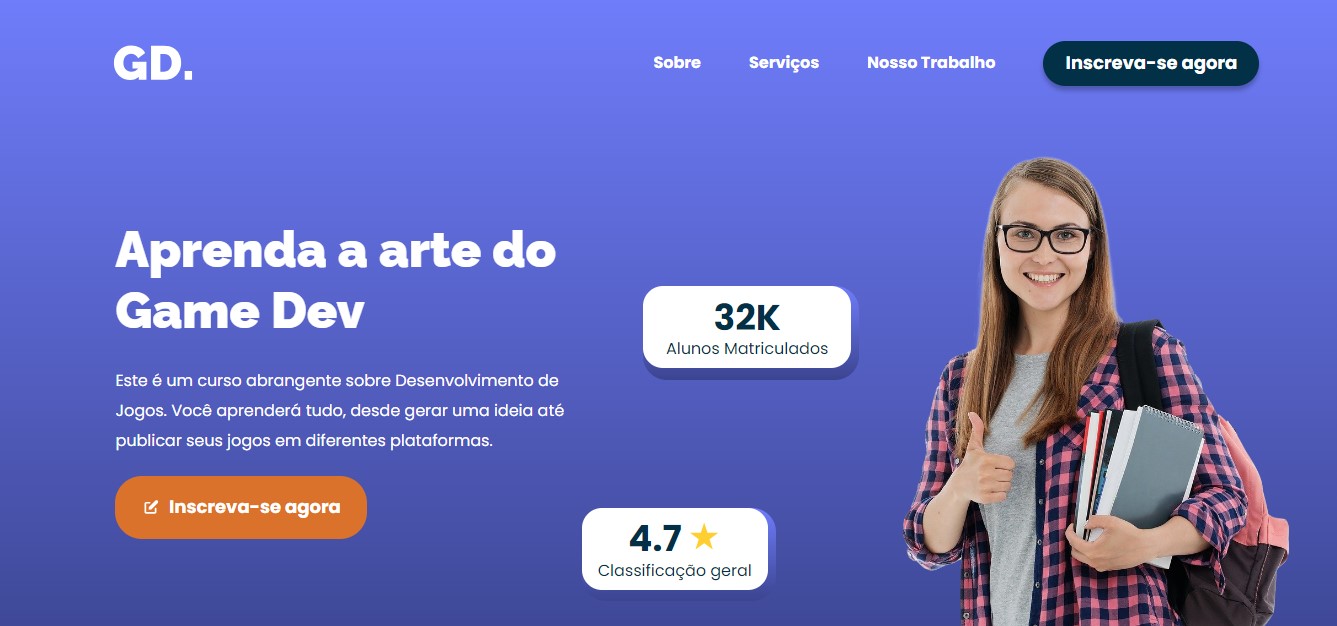 GD.
Sobre
Serviços
Nosso Trabalho
Inscreva-se agora
Aprenda a arte do
Game Dev
Este é um curso abrangente sobre Desenvolvimento de
Jogos. Você aprenderá tudo, desde gerar uma ideia até
publicar seus jogos em diferentes plataformas.
Inscreva-se agora
32K
Alunos Matriculados
4.7
Classificação geral